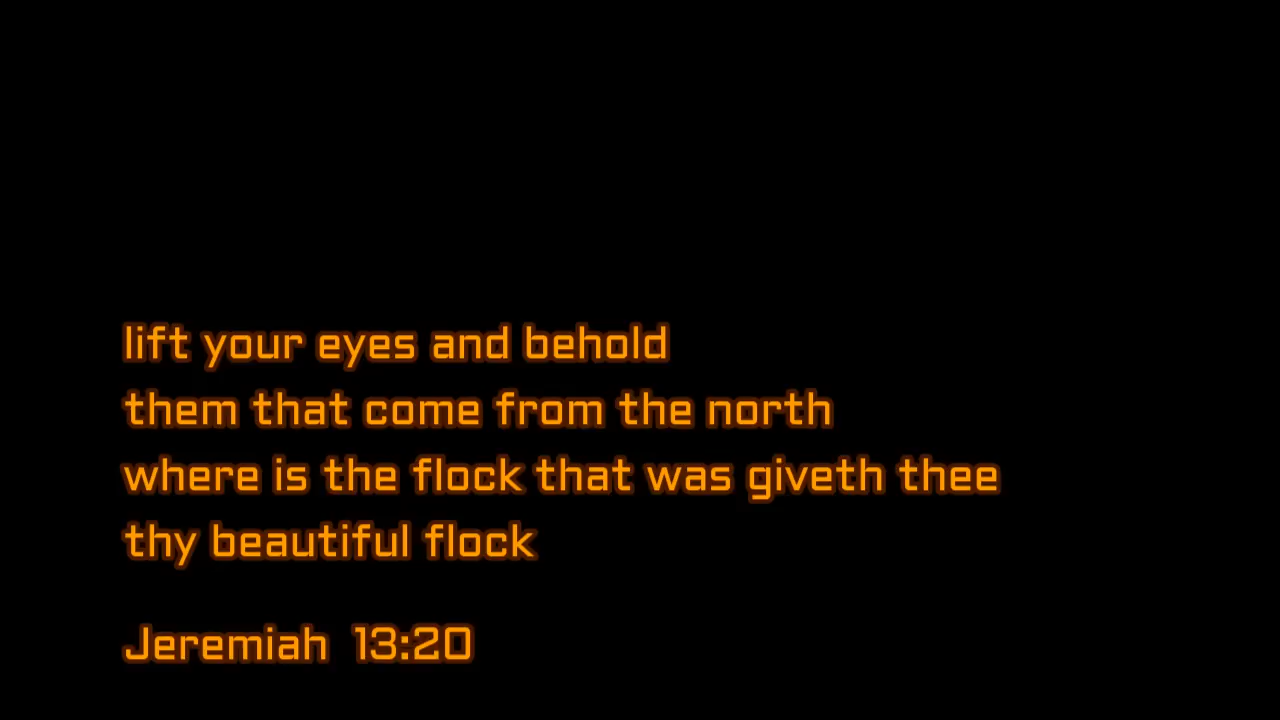 lift your eyes and behold
them that come from the north
where is the flock that was giveth thee
thy beautiful flock
Jeremiah 13:20